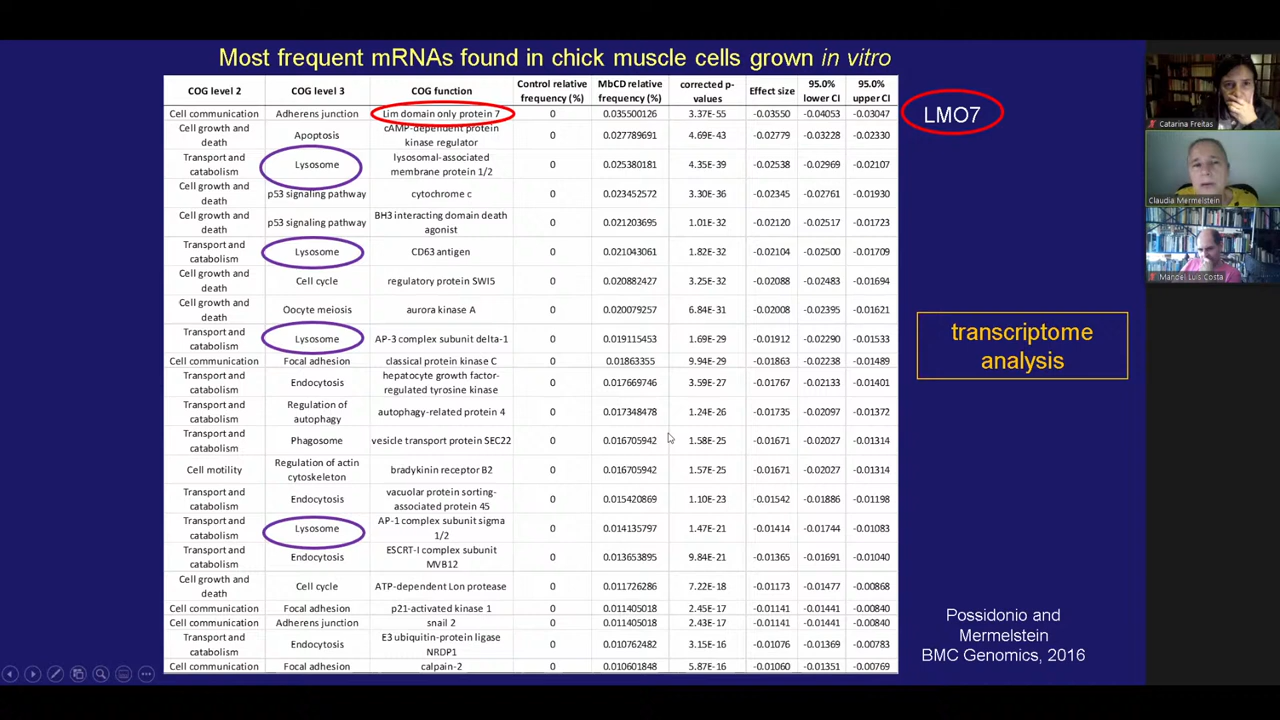 Most frequent mRNAs found in chick muscle cells grown in vitro
COG level 2 COG level 3 COG function Control relative frequency (%) MbCD relative frequency (%) corrected p-values Effect size 95.0% lower CI 95.0% upper CI
Cell communication Adherens junction Lim domain only protein 7 0 0.035500126 3.37E-55 -0.03550 -0.04053 -0.03047
Cell growth and death Apoptosis cAMP-dependent protein kinase regulator 0 0.027789691 4.69E-43 -0.02779 -0.03228 -0.02330
Transport and catabolism Lysosome lysosomal-associated membrane protein 1/2 0 0.025380181 4.35E-39 -0.02538 -0.02969 -0.02107
Cell growth and death p53 signaling pathway cytochrome c 0 0.023452572 3.30E-36 -0.02345 -0.02761 -0.01930
Cell growth and death p53 signaling pathway BH3 interacting domain death agonist 0 0.021203695 1.01E-32 -0.02120 -0.02517 -0.01723
Transport and catabolism Lysosome CD63 antigen 0 0.021043061 1.82E-32 -0.02104 -0.02500 -0.01709
Cell growth and death Cell cycle regulatory protein SWI5 0 0.020882427 3.25E-32 -0.02088 -0.02483 -0.01694
Cell growth and death Oocyte meiosis aurora kinase A 0 0.020079257 6.84E-31 -0.02008 -0.02395 -0.01621
Transport and catabolism Lysosome AP-3 complex subunit delta-1 0 0.019115453 1.69E-29 -0.01912 -0.02290 -0.01533
Cell communication Focal adhesion classical protein kinase C 0 0.01863355 9.94E-29 -0.01863 -0.02238 -0.01489
Transport and catabolism Endocytosis hepatocyte growth factor-regulated tyrosine kinase 0 0.017669746 3.59E-27 -0.01767 -0.02133 -0.01401
Transport and catabolism Regulation of autophagy autophagy-related protein 4 0 0.017348478 1.24E-26 -0.01735 -0.02097 -0.01372
Transport and catabolism Phagosome vesicle transport protein SEC22 0 0.016705942 1.58E-25 -0.01671 -0.02027 -0.01314
Cell motility Regulation of actin cytoskeleton bradykinin receptor B2 0 0.016705942 1.57E-25 -0.01671 -0.02027 -0.01314
Transport and catabolism Endocytosis vacuolar protein sorting-associated protein 45 0 0.015420869 1.10E-23 -0.01542 -0.01886 -0.01198
Transport and catabolism Lysosome AP-1 complex subunit sigma 1/2 0 0.014135797 1.47E-21 -0.01414 -0.01744 -0.01083
Transport and catabolism Endocytosis ESCRT-I complex subunit MVB12 0 0.013653895 9.84E-21 -0.01365 -0.01691 -0.01040
Cell growth and death Cell cycle ATP-dependent Lon protease 0 0.011726286 7.22E-18 -0.01173 -0.01477 -0.00868
Cell communication Focal adhesion p21-activated kinase 1 0 0.011405018 2.45E-17 -0.01141 -0.01441 -0.00840
Cell communication Adherens junction snail 2 0 0.011405018 2.43E-17 -0.01141 -0.01441 -0.00840
Transport and catabolism Endocytosis E3 ubiquitin-protein ligase NRDP1 0 0.010762482 3.15E-16 -0.01076 -0.01369 -0.00783
Cell communication Focal adhesion calpain-2 0 0.010601848 5.87E-16 -0.01060 -0.01351 -0.00769
LMO7
transcriptome
analysis
Possidonio and
Mermelstein
BMC Genomics, 2016
Catarina Freitas
Claudia Mermelstein
Manoel Luis Costa